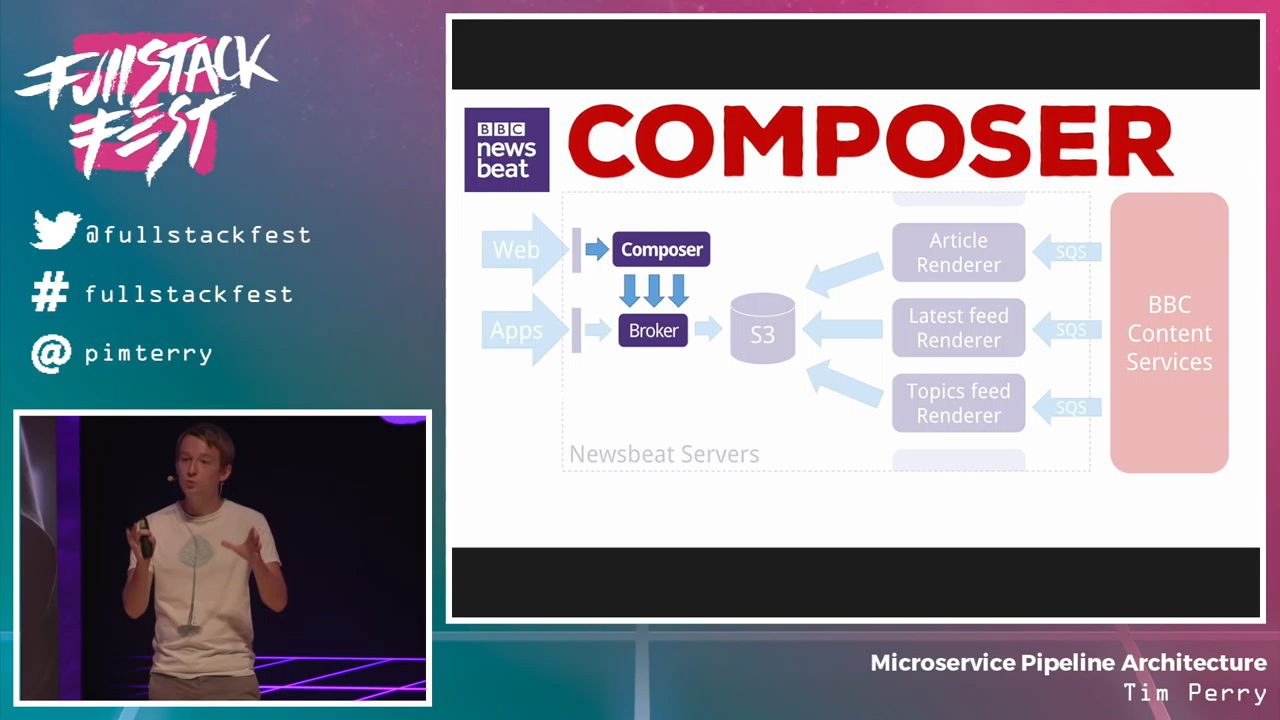 FullSTACK
FEST
@fullstackfest
# fullstackfest
@ pimterry
BBC
news
beat
COMPOSER
Web
Composer
Apps
Broker
S3
Article
Renderer
SQS
Latest feed
Renderer
SQS
Topics feed
Renderer
SQS
BBC
Content
Services
Newsbeat Servers
Microservice Pipeline Architecture
Tim Perry